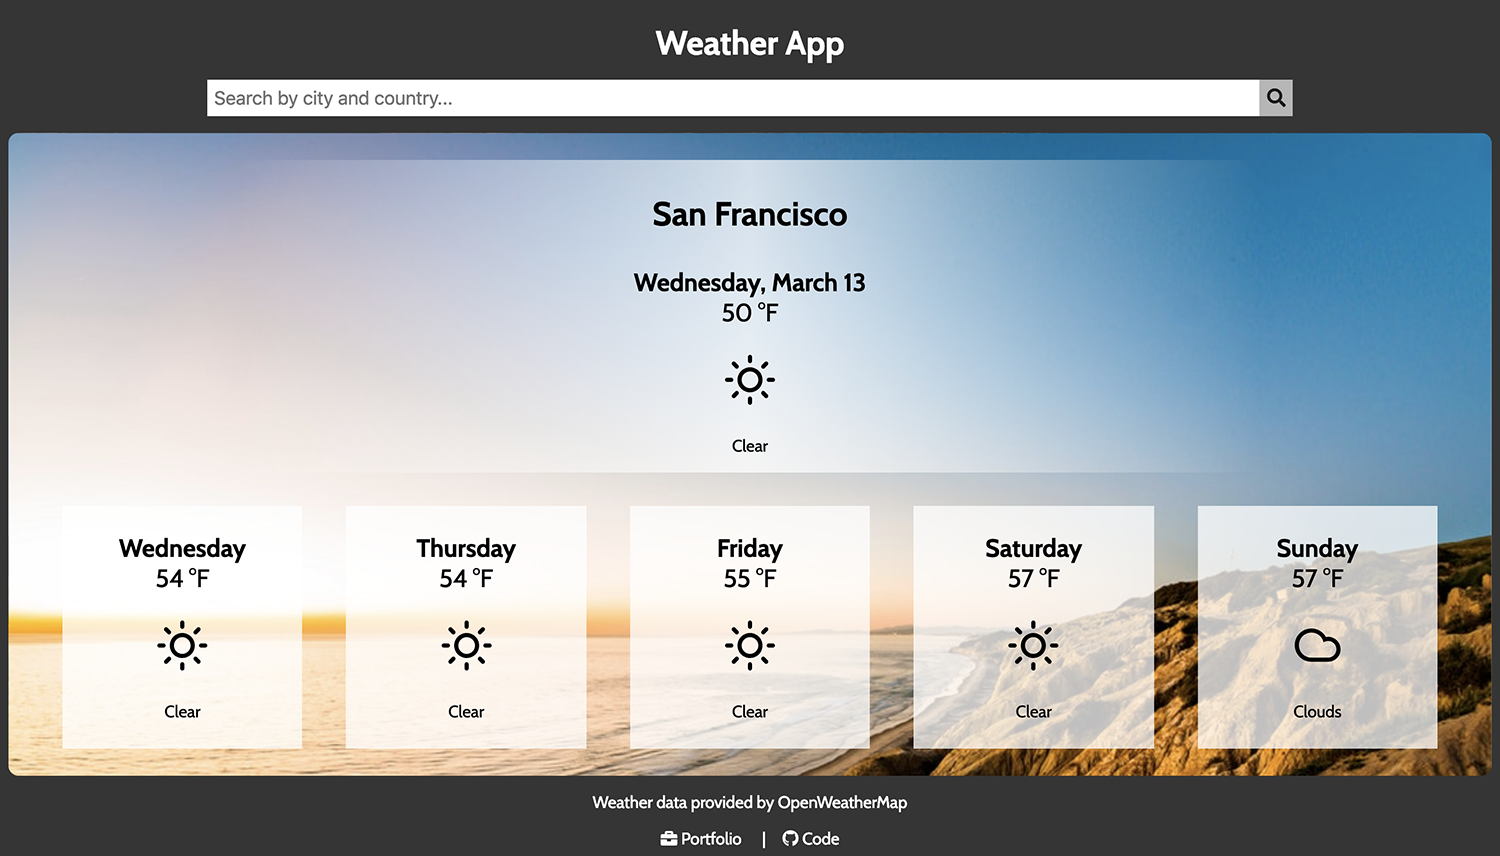 Weather App
Search by city and country...
San Francisco
Wednesday, March 13
50 °F
Clear
Wednesday
54 °F
Clear
Thursday
54 °F
Clear
Friday
55 °F
Clear
Saturday
57 °F
Clear
Sunday
57 °F
Clouds
Weather data provided by OpenWeatherMap
Portfolio | Code